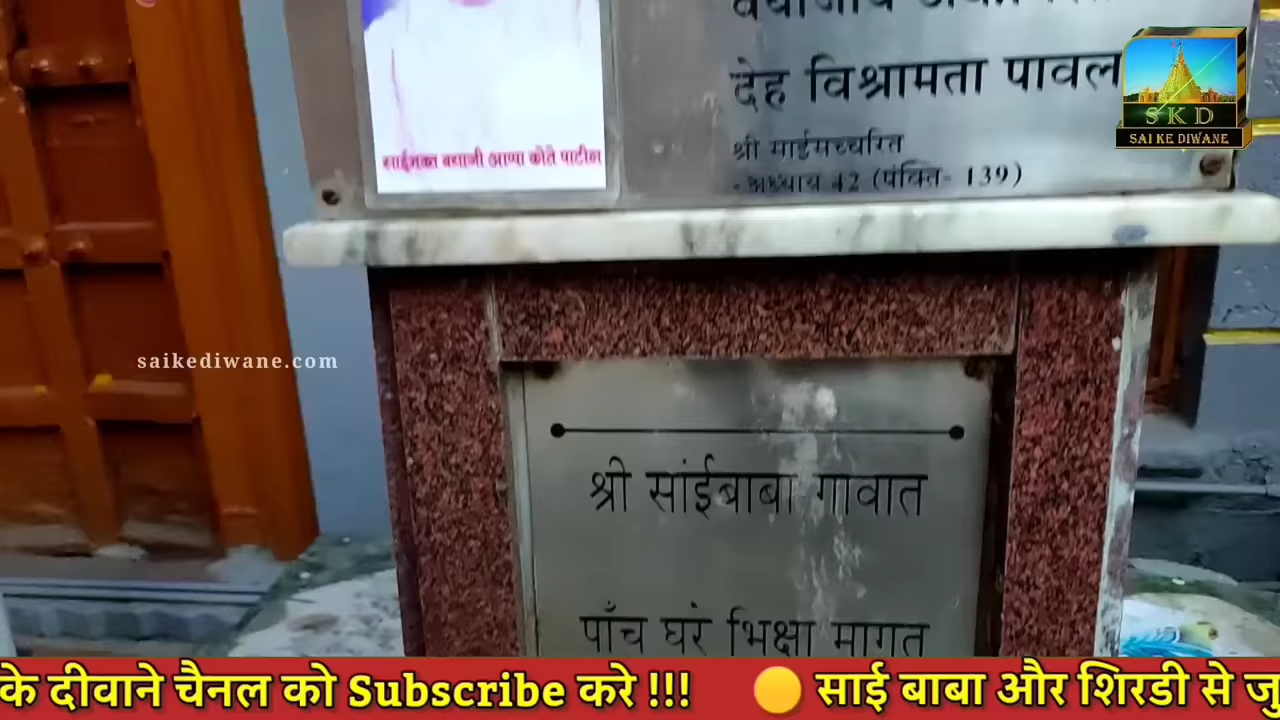 देह विश्रामता पावल
श्री साईसच्चरित
-अध्याय 42 (पंक्ति- 139)
साईभक्त बयाजी आप्पा कोते पाटील
SKD
SAI KE DIWANE
saikediwane.com
श्री सांईबाबा गावात
पाँच घरे भिक्षा मागत
के दीवाने चैनल को Subscribe करे !!!
साई बाबा और शिरडी से जु